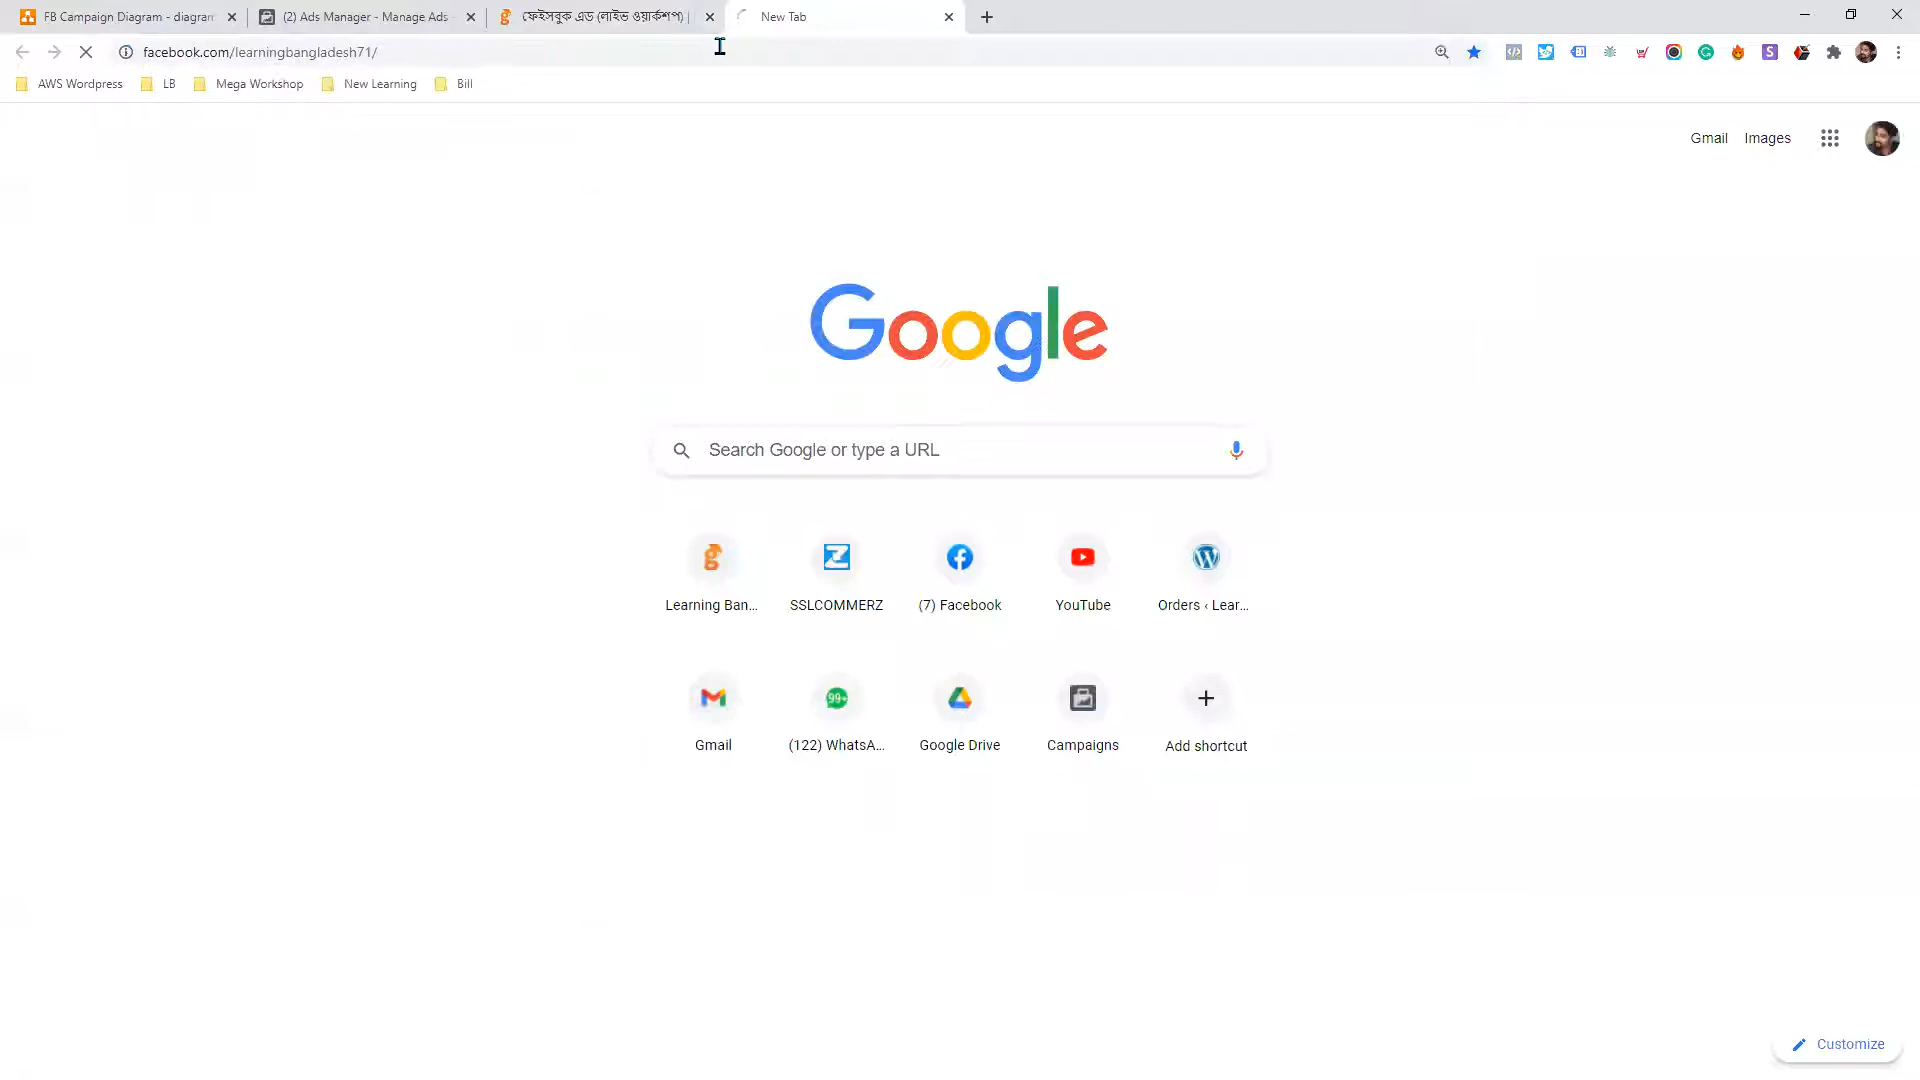 FB Campaign Diagram - diagran
(2) Ads Manager - Manage Ads -
ফেইসবুক এড (লাইভ ওয়ার্কশপ) |
New Tab
facebook.com/learningbangladesh71/
AWS Wordpress
LB
Mega Workshop
New Learning
Bill
Gmail
Images
Google
Search Google or type a URL
Learning Ban...
SSLCOMMERZ
(7) Facebook
YouTube
Orders ‹ Lear...
99+
Gmail
(122) WhatsA...
Google Drive
Campaigns
Add shortcut
Customize